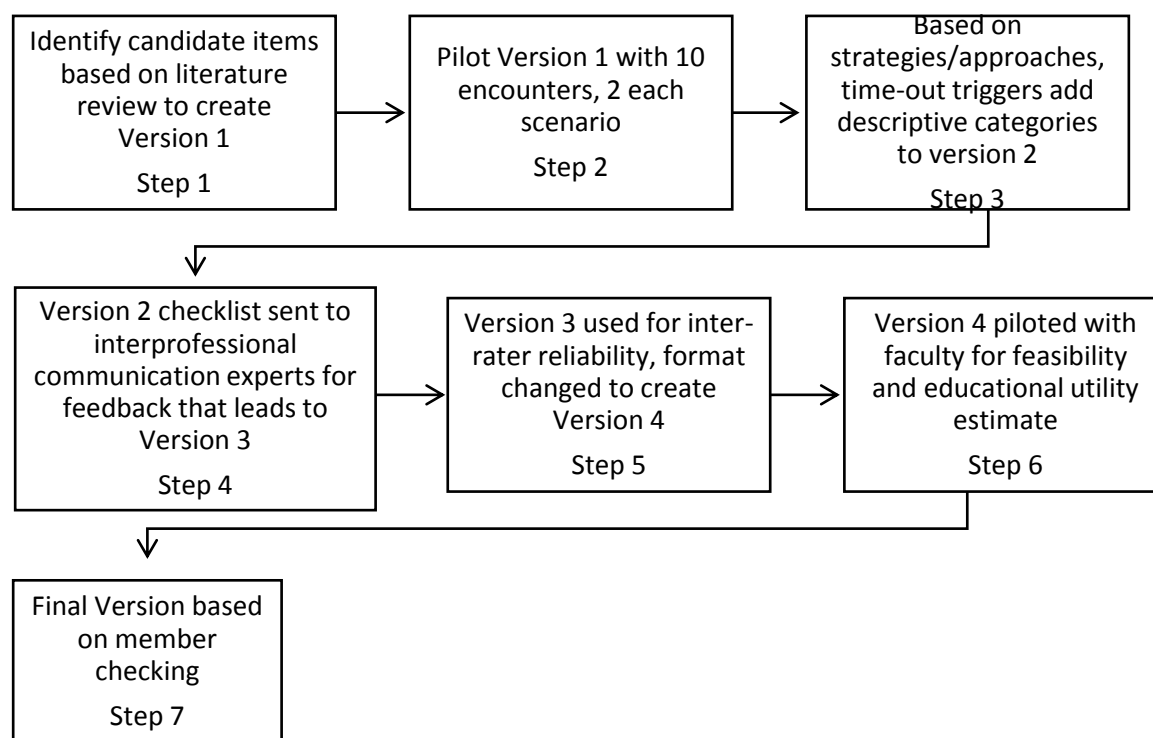 Identify candidate items
based on literature
review to create
Version 1
Step 1
Pilot Version 1 with 10
encounters, 2 each
scenario
Step 2
Based on
strategies/approaches,
time-out triggers add
descriptive categories
to version 2
Step 3
Version 2 checklist sent to
interprofessional
communication experts for
feedback that leads to
Version 3
Step 4
Version 3 used for inter-
rater reliability, format
changed to create
Version 4
Step 5
Version 4 piloted with
faculty for feasibility
and educational utility
estimate
Step 6
Final Version based
on member
checking
Step 7